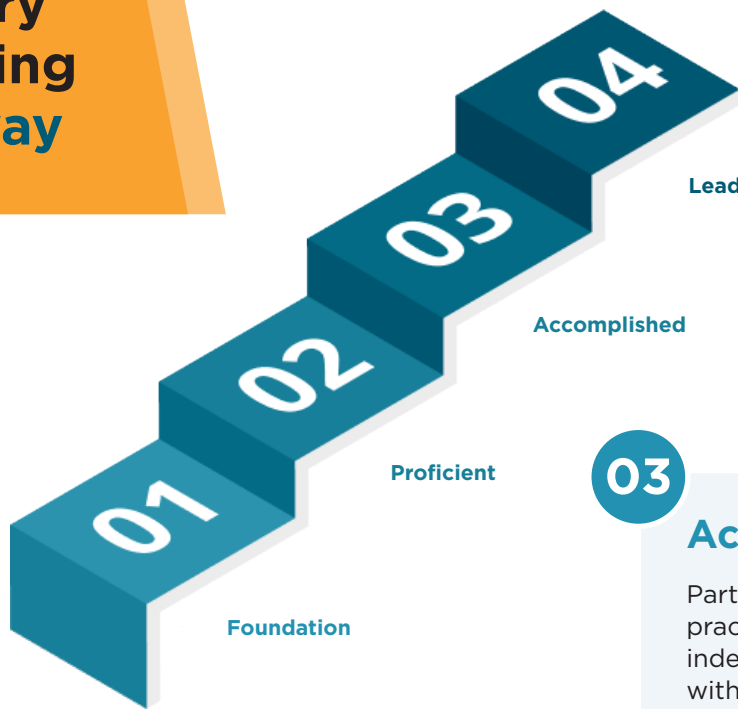 ry
ing
ay
04
Lead
03
Accomplished
02
Proficient
01
Foundation
03
Ac
Part
prac
inde
with